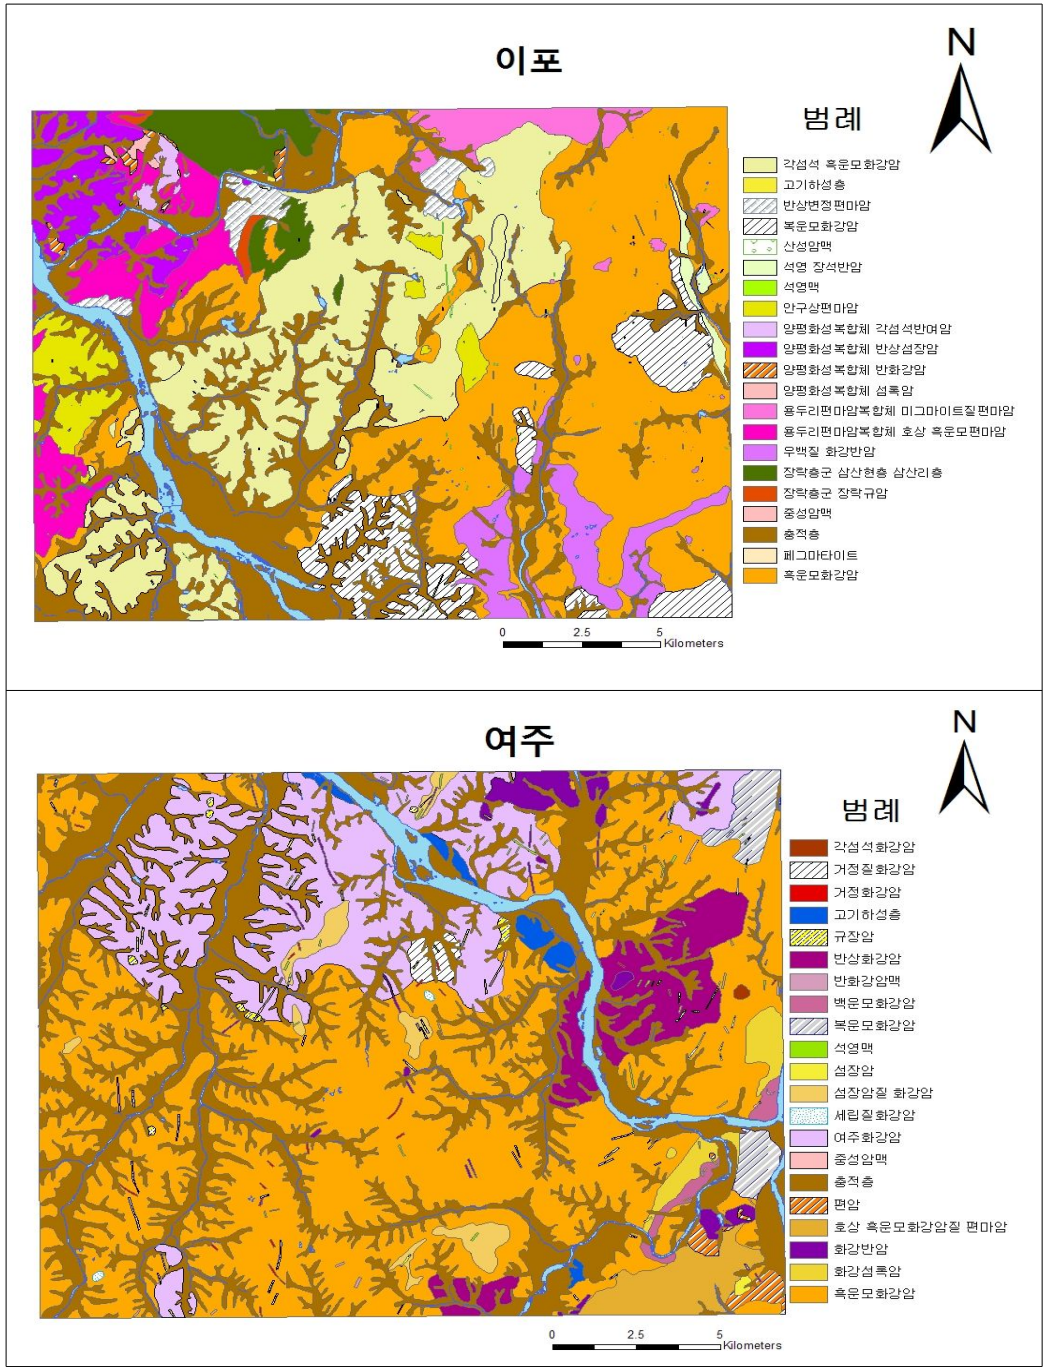 이포
N
범례
각섬석 흑운모화강암
고기하성층
반상변정편마암
복운모화강암
산성암맥
석영 장석반암
석영맥
안구상편마암
양평화성복합체 각섬석반려암
양평화성복합체 반상섬장암
양평화성복합체 반화강암
양평화성복합체 섬록암
용두리편마암복합체 미그마이트질편마암
용두리편마암복합체 호상 흑운모편마암
우백질 화강반암
장락층군 삼산현층 삼산리층
장락층군 장락규암
중성암맥
충적층
페그마타이트
흑운모화강암
0 2.5 5
Kilometers
여주
N
범례
각섬석화강암
거정질화강암
거정화강암
고기하성층
규장암
반상화강암
반화강암맥
백운모화강암
복운모화강암
석영맥
섬장암
섬장암질 화강암
세립질화강암
여주화강암
중성암맥
충적층
편암
호상 흑운모화강암질 편마암
화강반암
화강섬록암
흑운모화강암
0 2.5 5
Kilometers